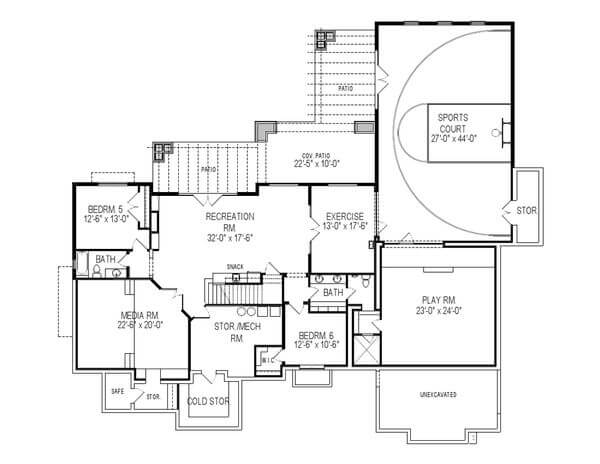 PATIO
SPORTS
COURT
27'-0" x 44'-0"
COV. PATIO
22'-5" x 10'-0"
PATIO
BEDRM. 5
12'-6" x 13'-0"
RECREATION
RM.
32'-0" x 17'-6"
EXERCISE
13'-0" x 17'-6"
STOR.
BATH
SNACK
BATH
MEDIA RM.
22'-6" x 20'-0"
STOR./MECH
RM.
PLAY RM.
23'-0" x 24'-0"
BEDRM. 6
12'-6" x 10'-6"
W.I.C.
SAFE
STOR.
COLD STOR.
UNEXCAVATED